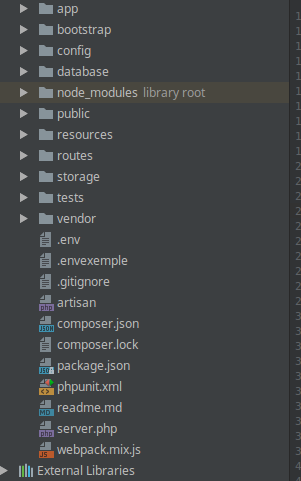 app
bootstrap
config
database
node_modules library root
public
resources
routes
storage
tests
vendor
.env
.envexemple
.gitignore
artisan
composer.json
composer.lock
package.json
phpunit.xml
readme.md
server.php
webpack.mix.js
External Libraries